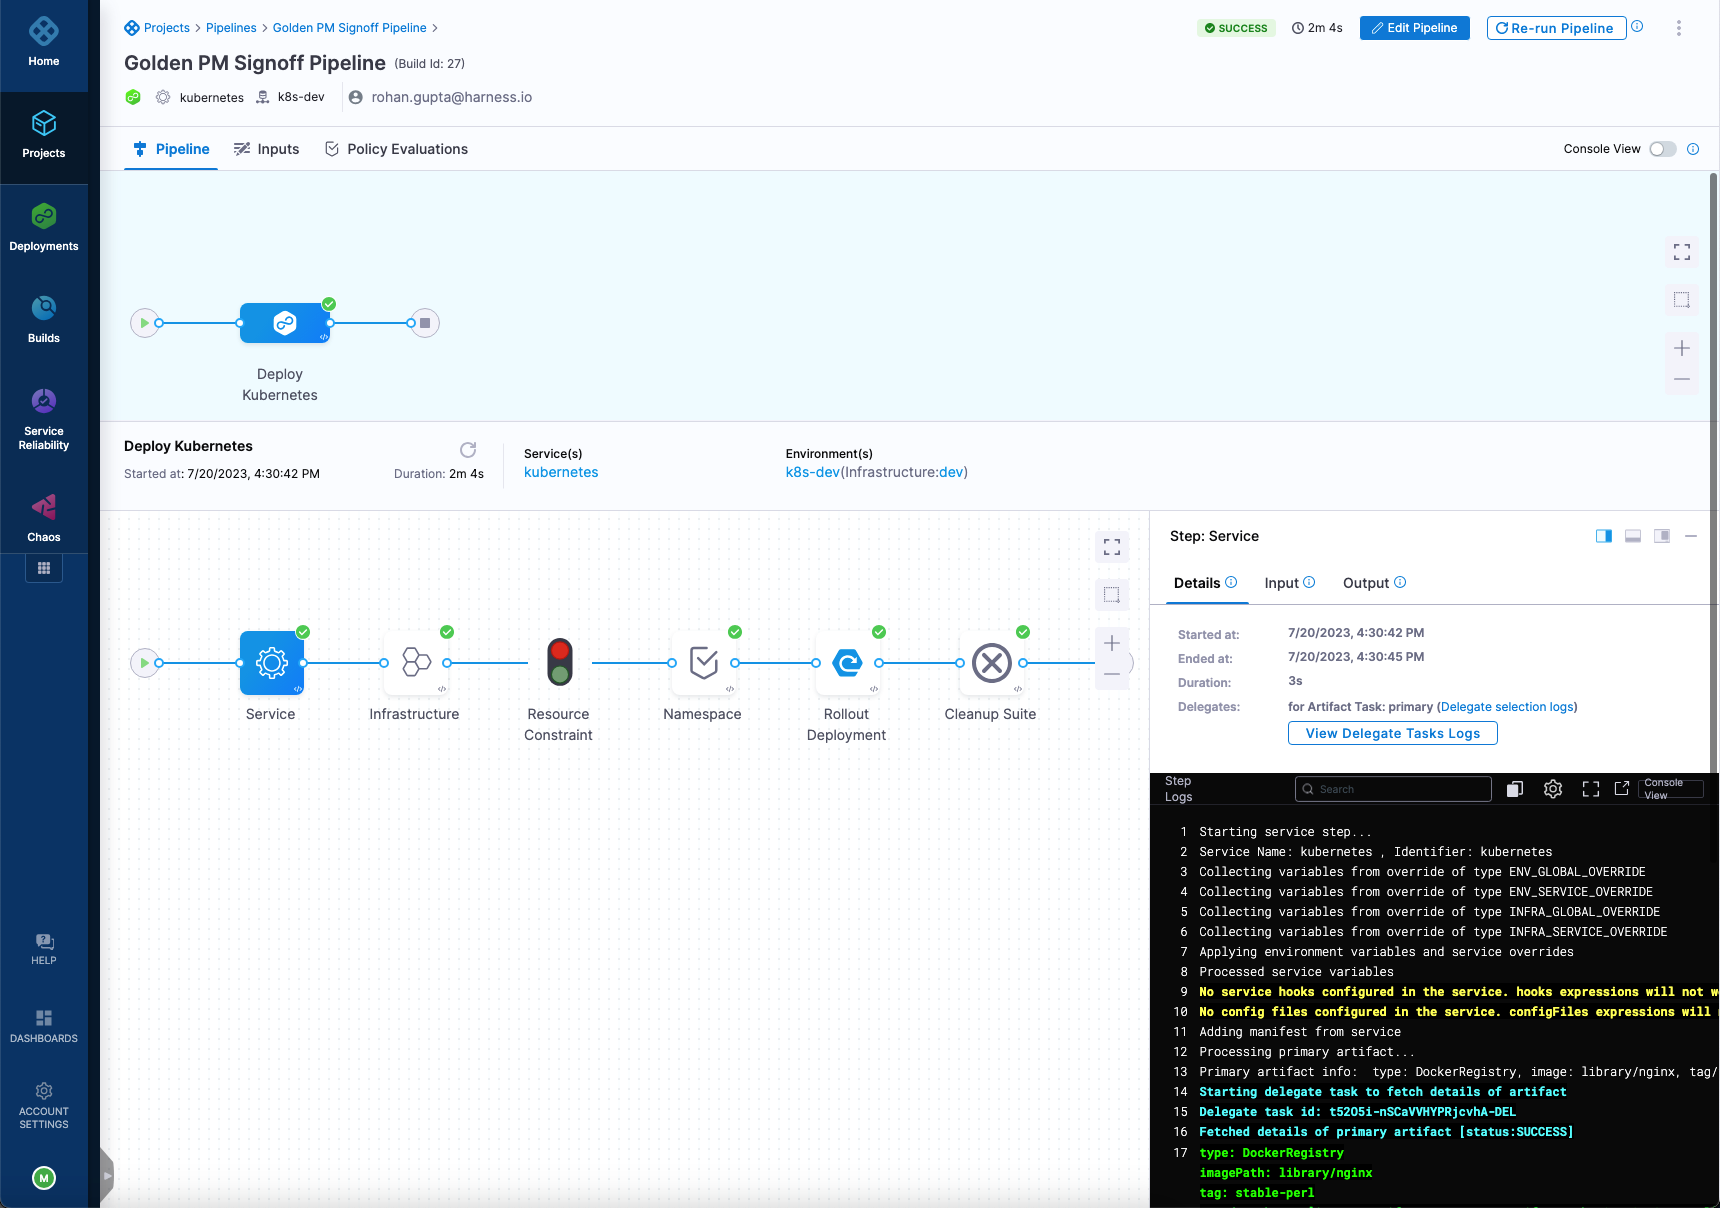 Home
Projects
Deployments
Builds
Service
Reliability
Chaos
HELP
DASHBOARDS
ACCOUNT
SETTINGS
M
Projects > Pipelines > Golden PM Signoff Pipeline >
SUCCESS
2m 4s
Edit Pipeline
Re-run Pipeline
Golden PM Signoff Pipeline (Build Id: 27)
kubernetes
k8s-dev
rohan.gupta@harness.io
Pipeline
Inputs
Policy Evaluations
Console View
Deploy
Kubernetes
Deploy Kubernetes
Started at: 7/20/2023, 4:30:42 PM
Duration: 2m 4s
Service(s)
kubernetes
Environment(s)
k8s-dev(Infrastructure:dev)
Service
Infrastructure
Resource
Constraint
Namespace
Rollout
Deployment
Cleanup Suite
Step: Service
Details
Input
Output
Started at: 7/20/2023, 4:30:42 PM
Ended at: 7/20/2023, 4:30:45 PM
Duration: 3s
Delegates: for Artifact Task: primary (Delegate selection logs)
View Delegate Tasks Logs
Step
Logs
Search
Console
View
1 Starting service step...
2 Service Name: kubernetes , Identifier: kubernetes
3 Collecting variables from override of type ENV_GLOBAL_OVERRIDE
4 Collecting variables from override of type ENV_SERVICE_OVERRIDE
5 Collecting variables from override of type INFRA_GLOBAL_OVERRIDE
6 Collecting variables from override of type INFRA_SERVICE_OVERRIDE
7 Applying environment variables and service overrides
8 Processed service variables
9 No service hooks configured in the service. hooks expressions will not
10 No config files configured in the service. configFiles expressions will
11 Adding manifest from service
12 Processing primary artifact...
13 Primary artifact info: type: DockerRegistry, image: library/nginx, tag/
14 Starting delegate task to fetch details of artifact
15 Delegate task id: t52O5i-nSCaVVHYPRjcvhA-DEL
16 Fetched details of primary artifact [status:SUCCESS]
17 type: DockerRegistry
imagePath: library/nginx
tag: stable-perl